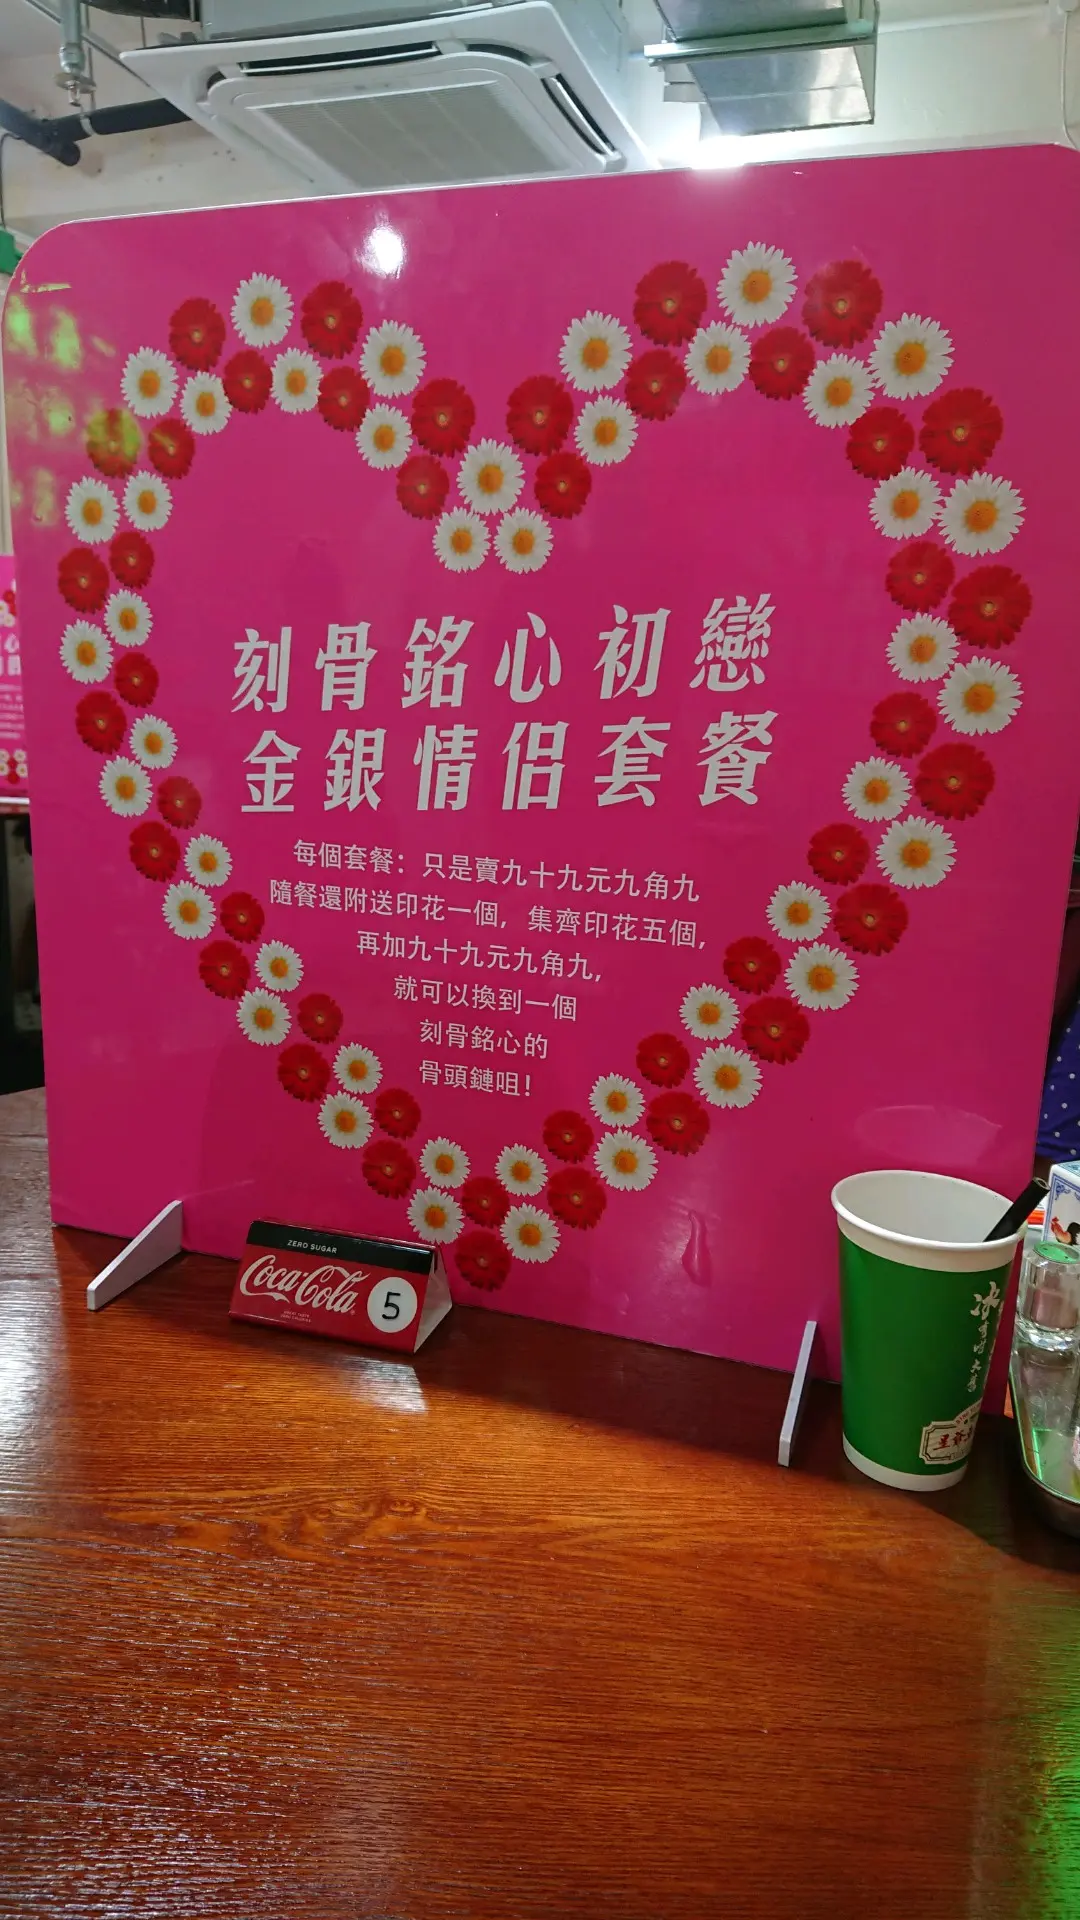 刻骨銘心初戀
金銀情侶套餐
每個套餐：只是賣九十九元九角九
隨餐還附送印花一個，集齊印花五個，
再加九十九元九角九，
就可以換到一個
刻骨銘心的
骨頭鏈咀！
ZERO SUGAR
Coca-Cola
5